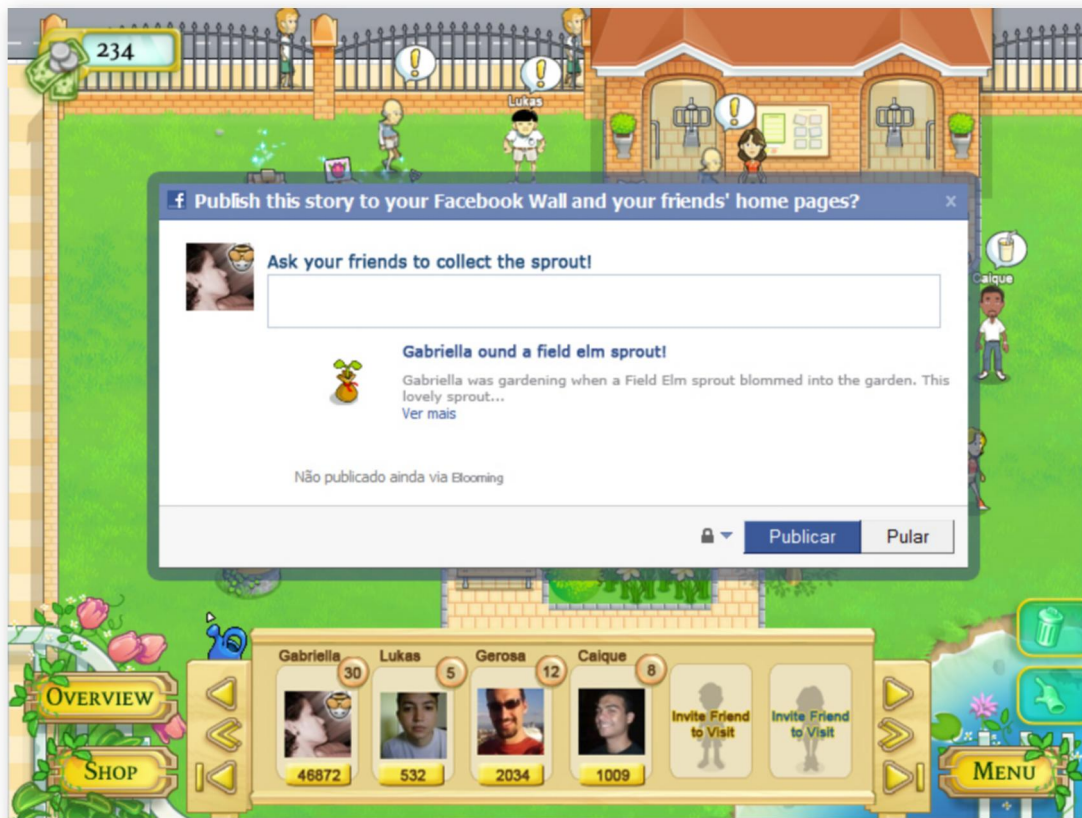 234
Lukas
f Publish this story to your Facebook Wall and your friends' home pages? x
Caique
Ask your friends to collect the sprout!
Gabriella ound a field elm sprout!
Gabriella was gardening when a Field Elm sprout blommed into the garden. This
lovely sprout...
Ver mais
Não publicado ainda via Blooming
Publicar
Pular
Gabriella
30
Lukas
5
Gerosa
12
Caique
8
OVERVIEW
Invite Friend
to Visit
Invite Friend
to Visit
SHOP
46872
532
2034
1009
MENU